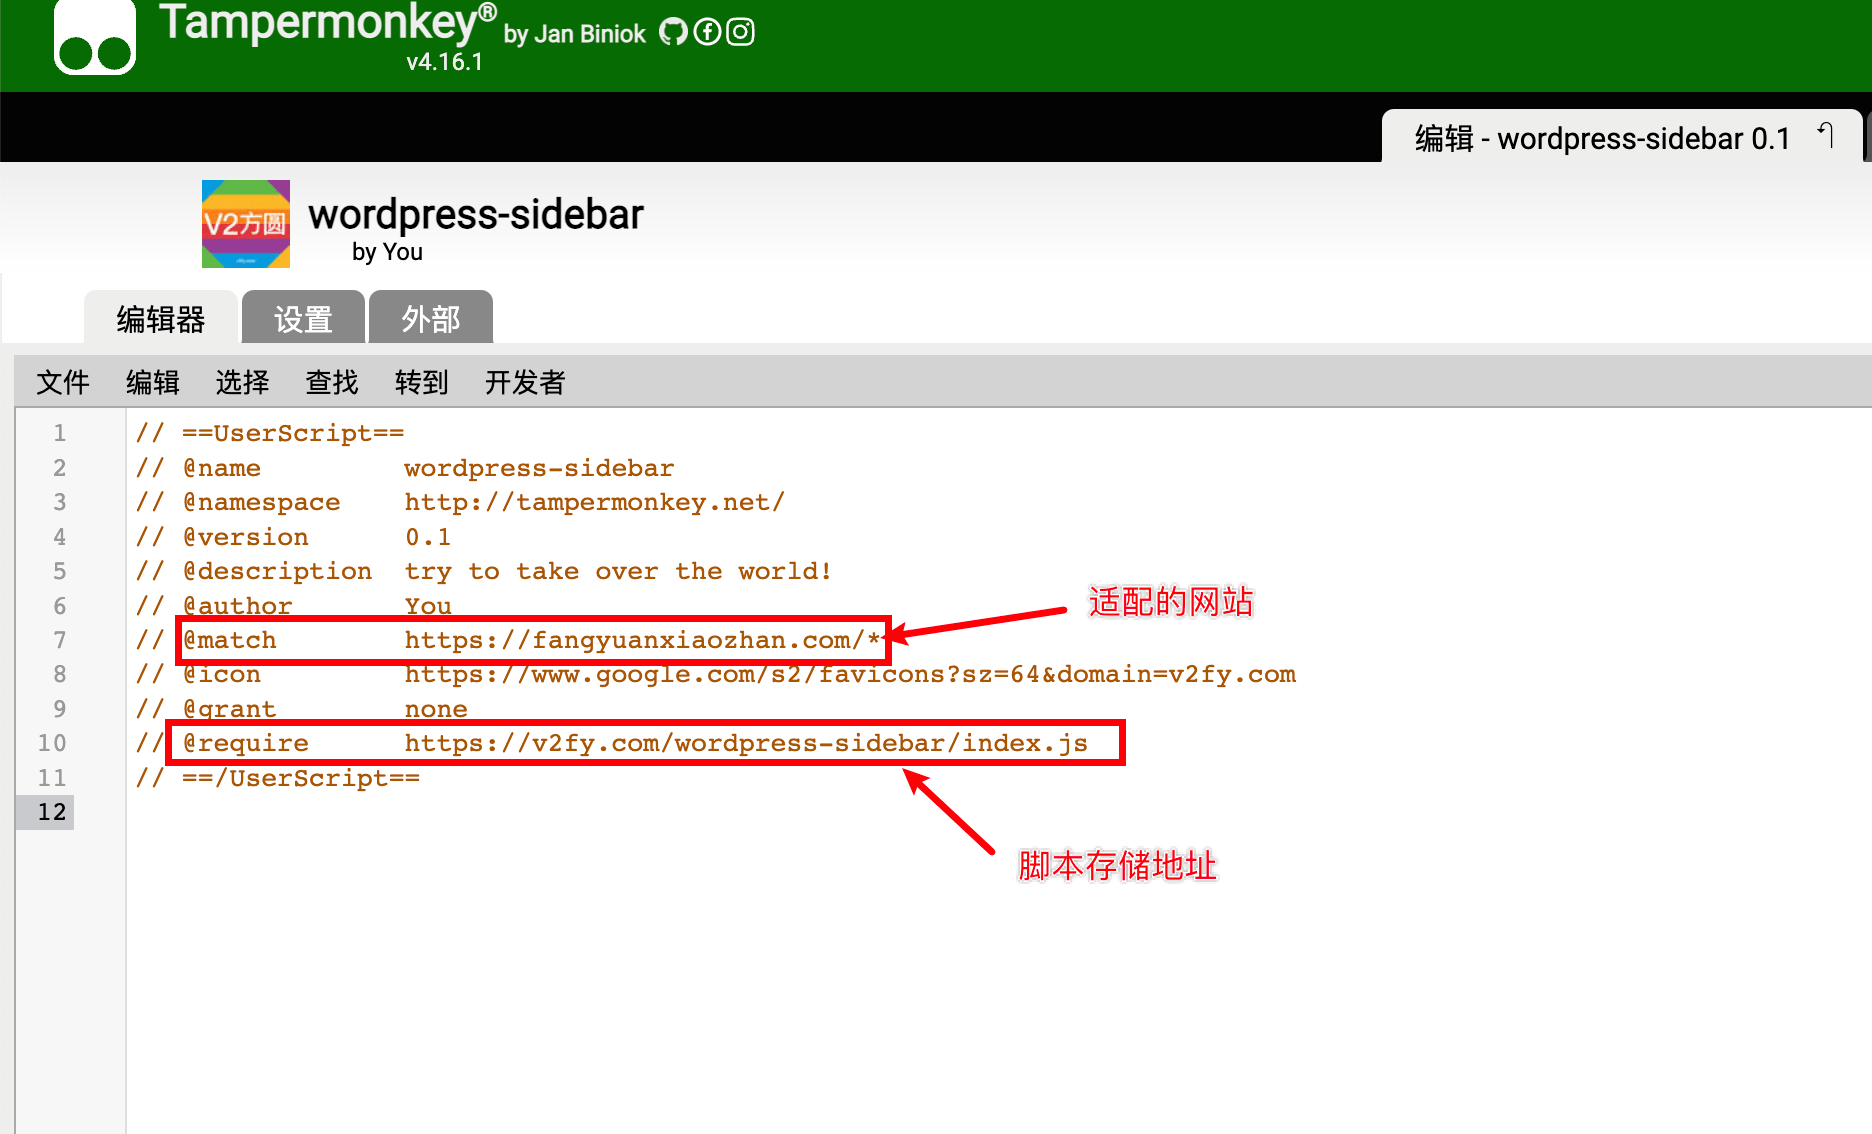 Tampermonkey® by Jan Biniok
v4.16.1
编辑 - wordpress-sidebar 0.1
V2方圆
wordpress-sidebar
by You
编辑器 设置 外部
文件 编辑 选择 查找 转到 开发者
1 // ==UserScript==
2 // @name wordpress-sidebar
3 // @namespace http://tampermonkey.net/
4 // @version 0.1
5 // @description try to take over the world!
6 // @author You
适配的网站
7 // @match https://fangyuanxiaozhan.com/*
8 // @icon https://www.google.com/s2/favicons?sz=64&domain=v2fy.com
9 // @grant none
10 // @require https://v2fy.com/wordpress-sidebar/index.js
11 // ==/UserScript==
12
脚本存储地址